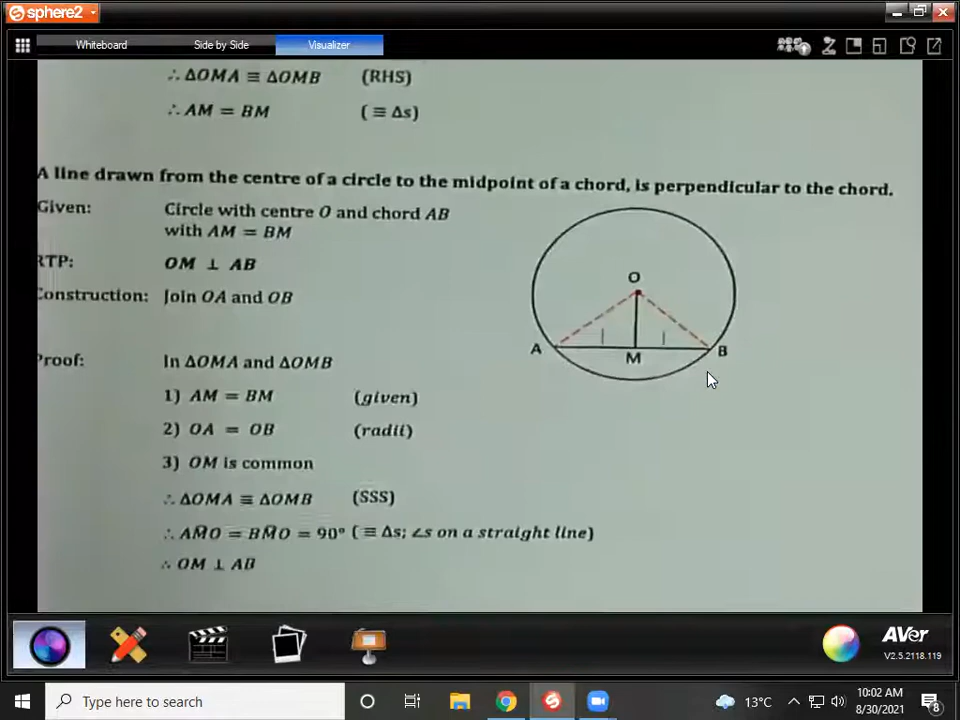 sphere2
Whiteboard
Side by Side
Visualizer
∴ ΔOMA ≡ ΔOMB (RHS)
∴ AM = BM ( ≡ Δs)
A line drawn from the centre of a circle to the midpoint of a chord, is perpendicular to the chord.
Given: Circle with centre O and chord AB
with AM = BM
RTP: OM ⊥ AB
Construction: Join OA and OB
O
A
M
B
Proof: In ΔOMA and ΔOMB
1) AM = BM (given)
2) OA = OB (radii)
3) OM is common
∴ ΔOMA ≡ ΔOMB (SSS)
∴ AM̂O = BM̂O = 90° ( ≡ Δs; ∠s on a straight line)
∴ OM ⊥ AB
AVer
V2.5.2118.119
Type here to search
13°C
10:02 AM
8/30/2021
8